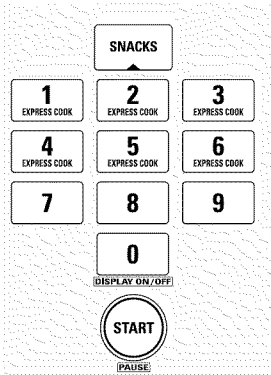 SNACKS
1 2 3
EXPRESS COOK EXPRESS COOK EXPRESS COOK
4 5 6
EXPRESS COOK EXPRESS COOK EXPRESS COOK
7 8 9
0
DISPLAY ON/OFF
START
PAUSE